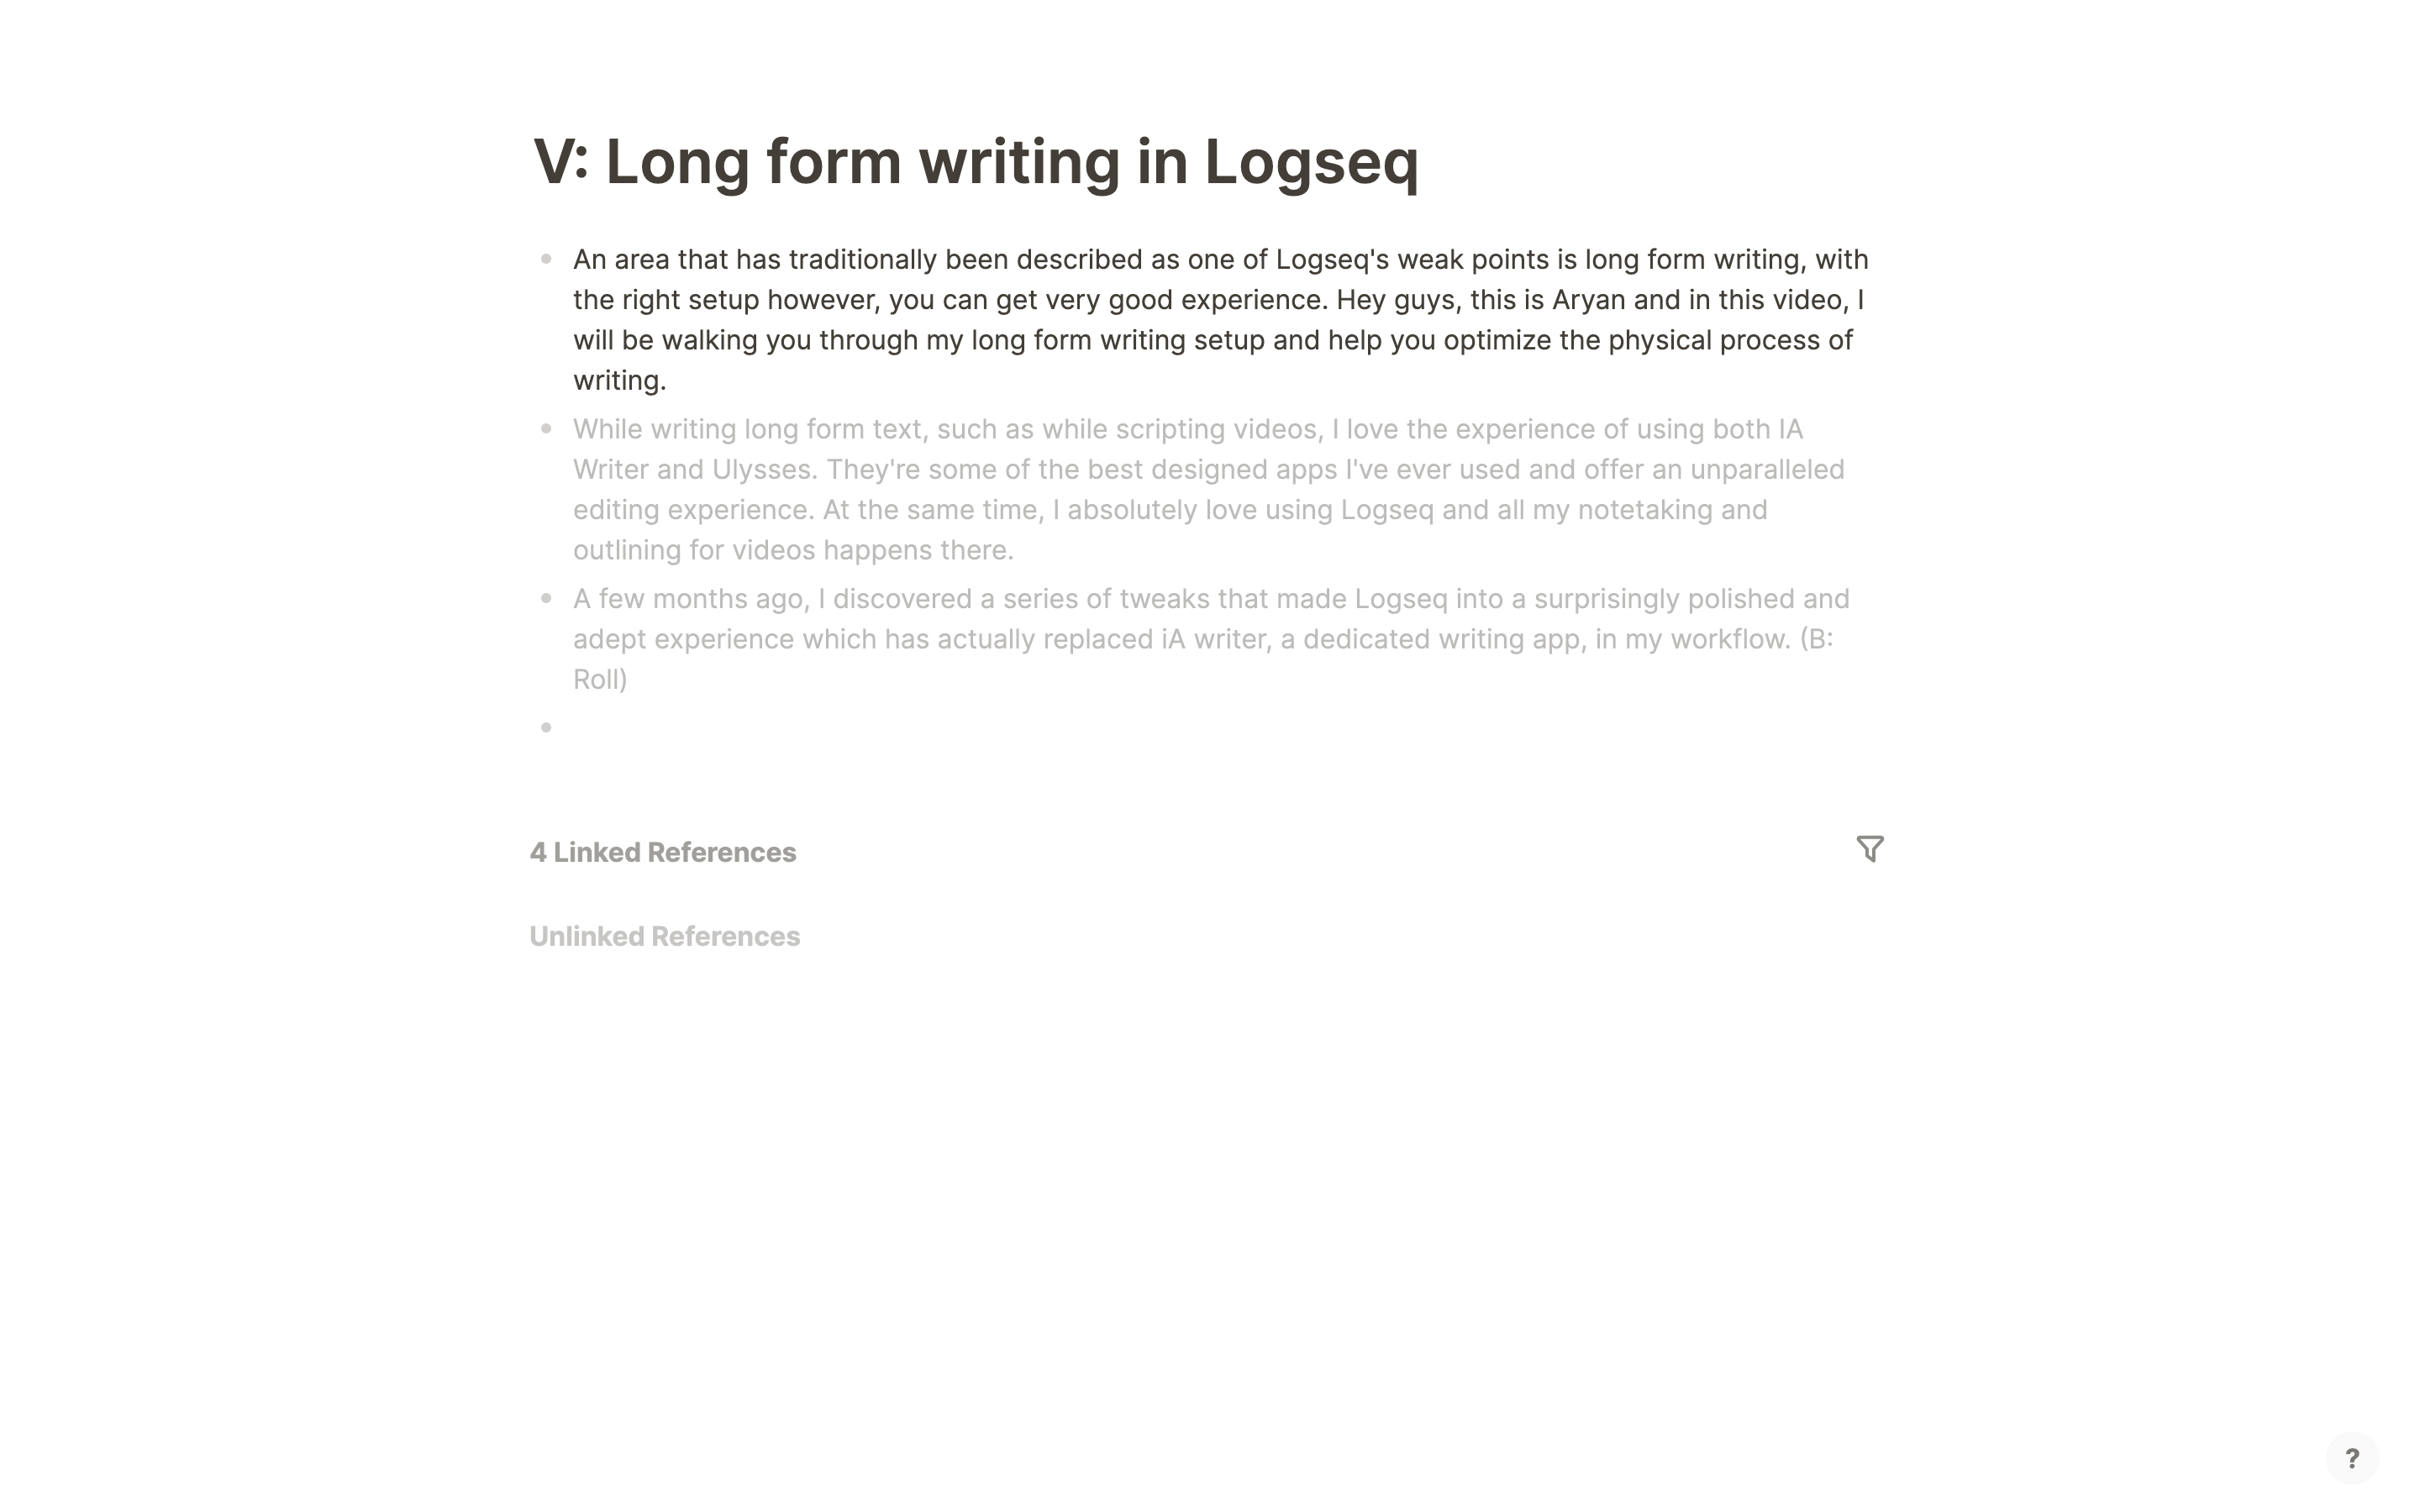 V: Long form writing in Logseq
An area that has traditionally been described as one of Logseq's weak points is long form writing, with
the right setup however, you can get very good experience. Hey guys, this is Aryan and in this video, I
will be walking you through my long form writing setup and help you optimize the physical process of
writing.
While writing long form text, such as while scripting videos, I love the experience of using both IA
Writer and Ulysses. They're some of the best designed apps I've ever used and offer an unparalleled
editing experience. At the same time, I absolutely love using Logseq and all my notetaking and
outlining for videos happens there.
A few months ago, I discovered a series of tweaks that made Logseq into a surprisingly polished and
adept experience which has actually replaced iA writer, a dedicated writing app, in my workflow. (B:
Roll)
4 Linked References
Unlinked References
?